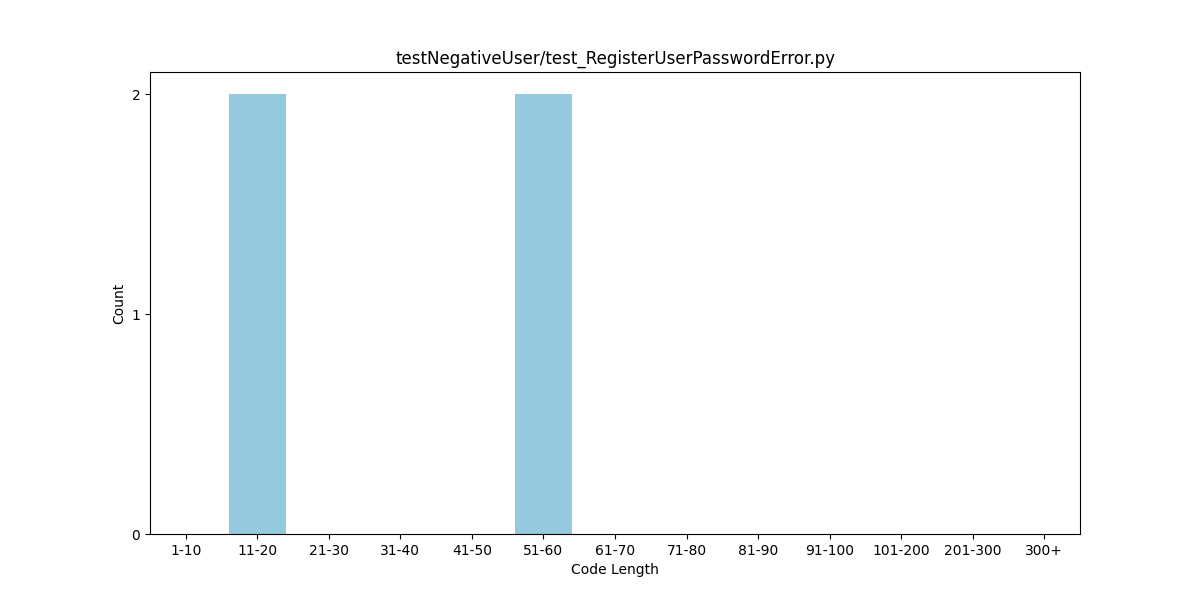 testNegativeUser/test_RegisterUserPasswordError.py
Count
2
1
0
1-10 11-20 21-30 31-40 41-50 51-60 61-70 71-80 81-90 91-100 101-200 201-300 300+
Code Length